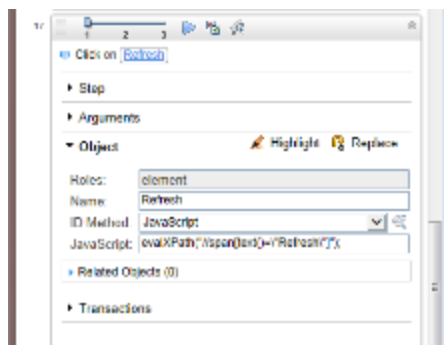 17
1 2 3
Click on [Refresh]
Step
Arguments
Object Highlight Replace
Roles: element
Name: Refresh
ID Method JavaScript
JavaScript: evalXPath("//span[text()=\"Refresh\"]");
Related Objects (0)
Transactions